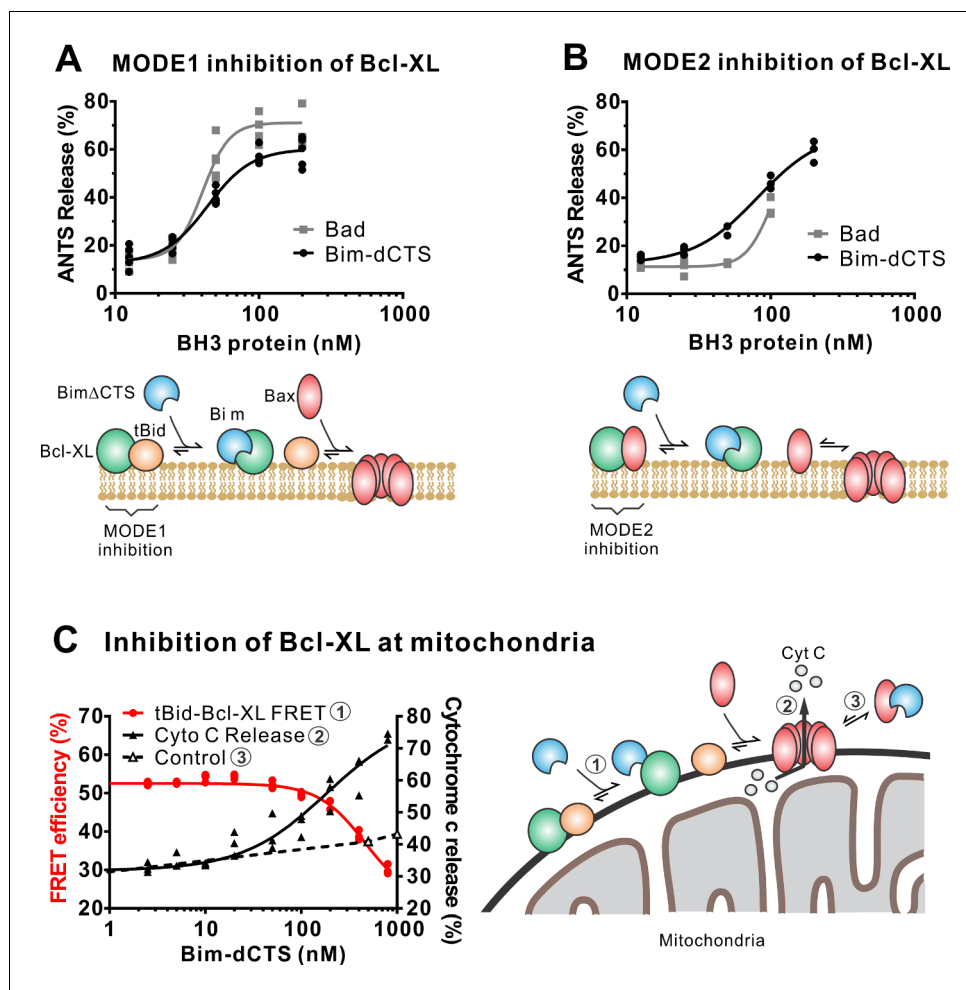 A MODE1 inhibition of Bcl-XL
ANTS Release (%)
80
60
40
20
0
Bad
Bim-dCTS
10 100 1000
BH3 protein (nM)
B MODE2 inhibition of Bcl-XL
ANTS Release (%)
80
60
40
20
0
Bad
Bim-dCTS
10 100 1000
BH3 protein (nM)
Bim∆CTS
Bim
Bax
tBid
Bcl-XL
MODE1
inhibition
MODE2
inhibition
C Inhibition of Bcl-XL at mitochondria
FRET efficiency (%)
70
60
50
40
30
20
tBid-Bcl-XL FRET ①
Cyto C Release ②
Control ③
80
70
60
50
40
30
20
Cytochrome c release (%)
1 10 100 1000
Bim-dCTS (nM)
Cyt C
①
②
③
Mitochondria